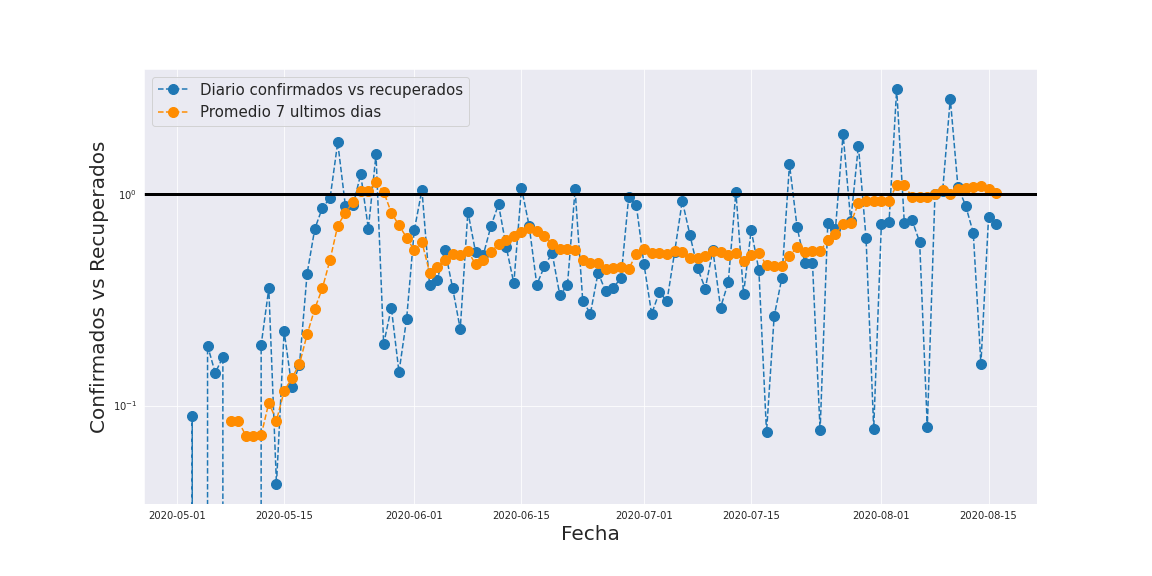 Diario confirmados vs recuperados
Promedio 7 ultimos dias
Confirmados vs Recuperados
10⁰
10⁻¹
2020-05-01
2020-05-15
2020-06-01
2020-06-15
2020-07-01
2020-07-15
2020-08-01
2020-08-15
Fecha